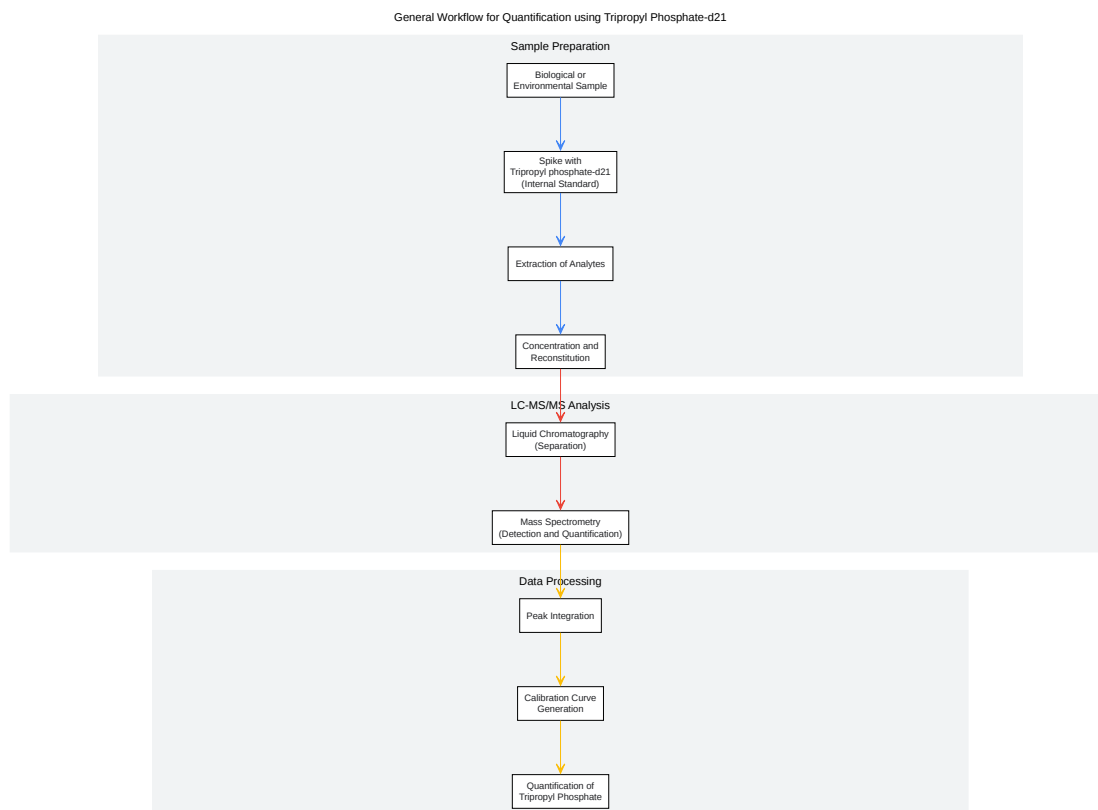 General Workflow for Quantification using Tripropyl Phosphate-d21
Sample Preparation
Biological or
Environmental Sample
Spike with
Tripropyl phosphate-d21
(Internal Standard)
Extraction of Analytes
Concentration and
Reconstitution
LC-MS/MS Analysis
Liquid Chromatography
(Separation)
Mass Spectrometry
(Detection and Quantification)
Data Processing
Peak Integration
Calibration Curve
Generation
Quantification of
Tripropyl Phosphate